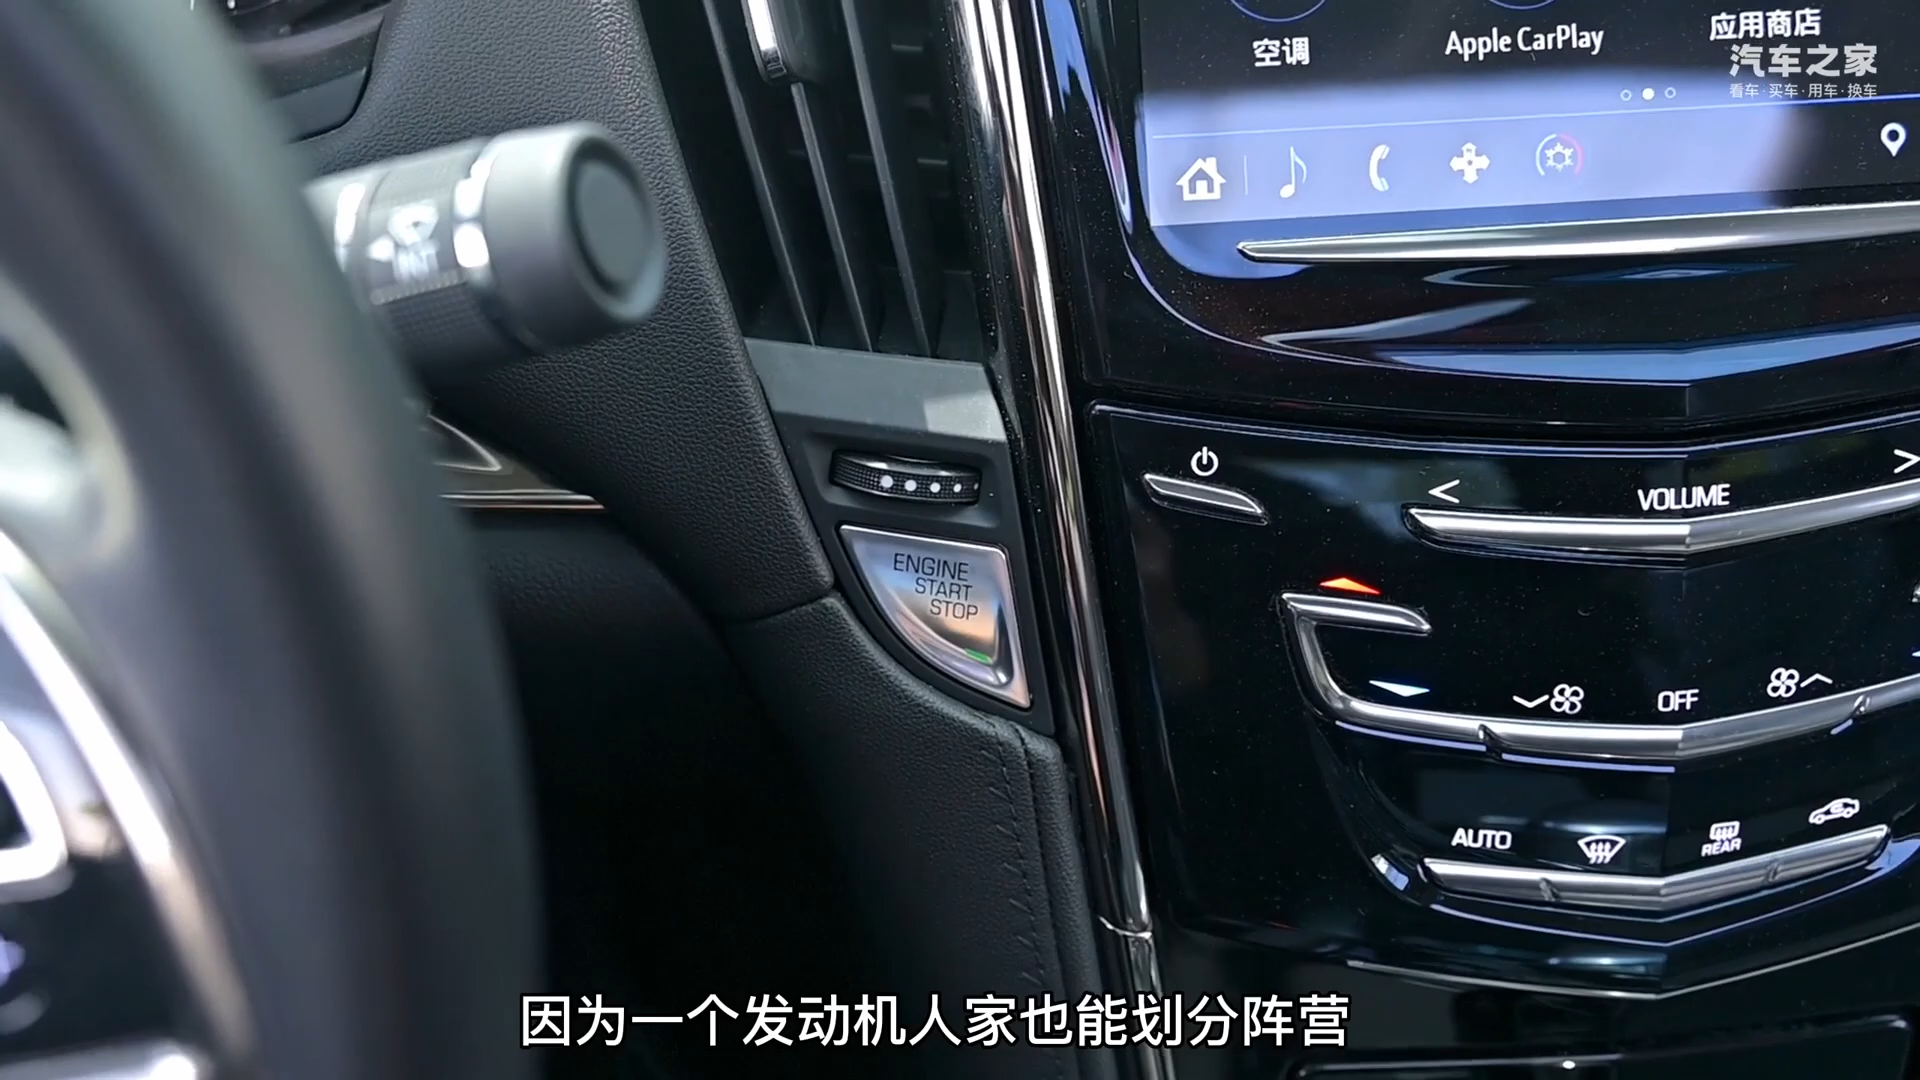 空调
Apple CarPlay
应用商店
汽车之家
看车·买车·用车·换车
INT
ENGINE
START
STOP
<
VOLUME
>
OFF
AUTO
REAR
因为一个发动机人家也能划分阵营